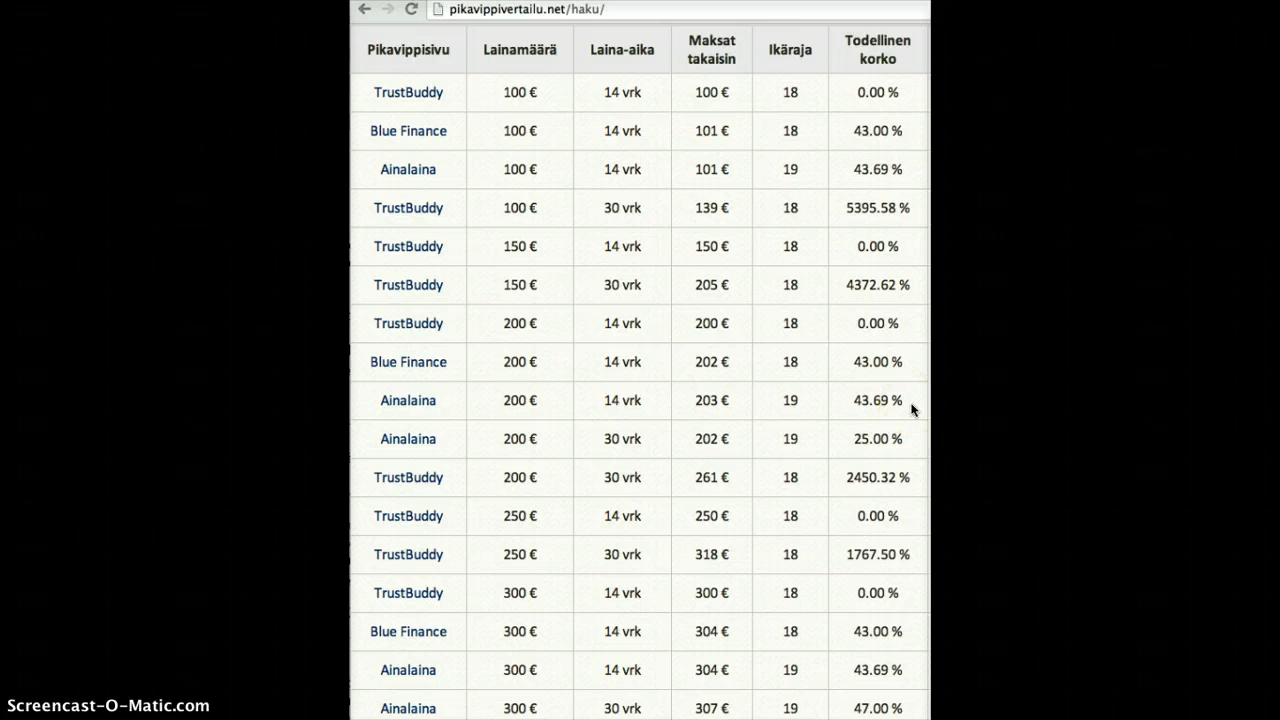 pikavippivertailu.net/haku/
Pikavippisivu Lainamäärä Laina-aika Maksat takaisin Ikäraja Todellinen korko
TrustBuddy 100 € 14 vrk 100 € 18 0.00 %
Blue Finance 100 € 14 vrk 101 € 18 43.00 %
Ainalaina 100 € 14 vrk 101 € 19 43.69 %
TrustBuddy 100 € 30 vrk 139 € 18 5395.58 %
TrustBuddy 150 € 14 vrk 150 € 18 0.00 %
TrustBuddy 150 € 30 vrk 205 € 18 4372.62 %
TrustBuddy 200 € 14 vrk 200 € 18 0.00 %
Blue Finance 200 € 14 vrk 202 € 18 43.00 %
Ainalaina 200 € 14 vrk 203 € 19 43.69 %
Ainalaina 200 € 30 vrk 202 € 19 25.00 %
TrustBuddy 200 € 30 vrk 261 € 18 2450.32 %
TrustBuddy 250 € 14 vrk 250 € 18 0.00 %
TrustBuddy 250 € 30 vrk 318 € 18 1767.50 %
TrustBuddy 300 € 14 vrk 300 € 18 0.00 %
Blue Finance 300 € 14 vrk 304 € 18 43.00 %
Ainalaina 300 € 14 vrk 304 € 19 43.69 %
Ainalaina 300 € 30 vrk 307 € 19 47.00 %
Screencast-O-Matic.com